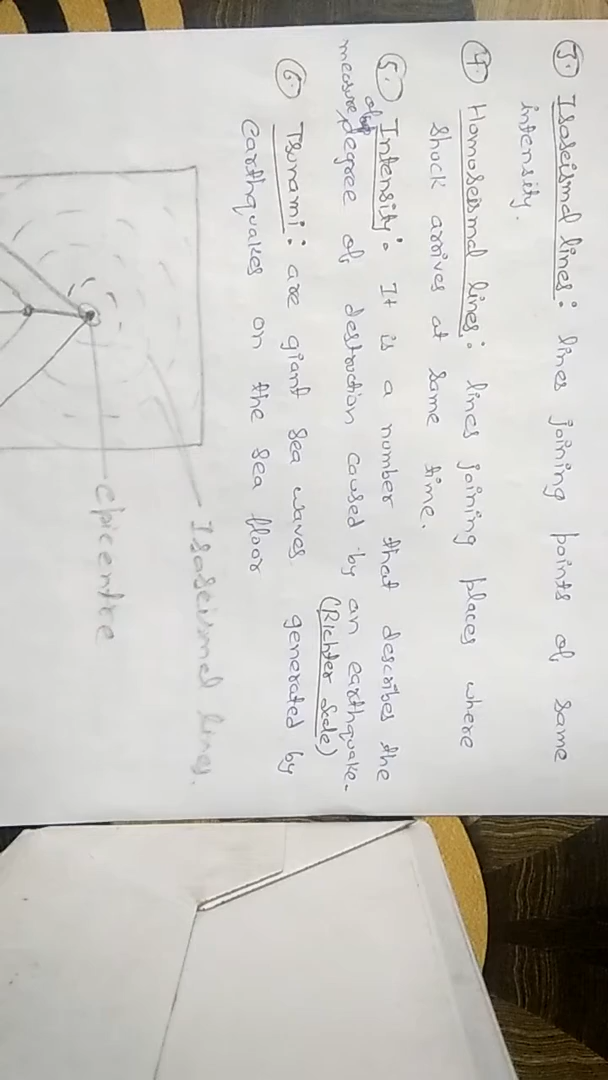 3. Isoseismal lines: lines joining points of same
intensity.
4. Homoseismal lines: lines joining places where
shock arrives at same time.
5. Intensity: It is a number that describes the
measure of degree of destruction caused by an earthquake.
(Richter Scale)
6. Tsunami: are giant sea waves generated by
earthquakes on the sea floor
Isoseismal lines.
epicentre